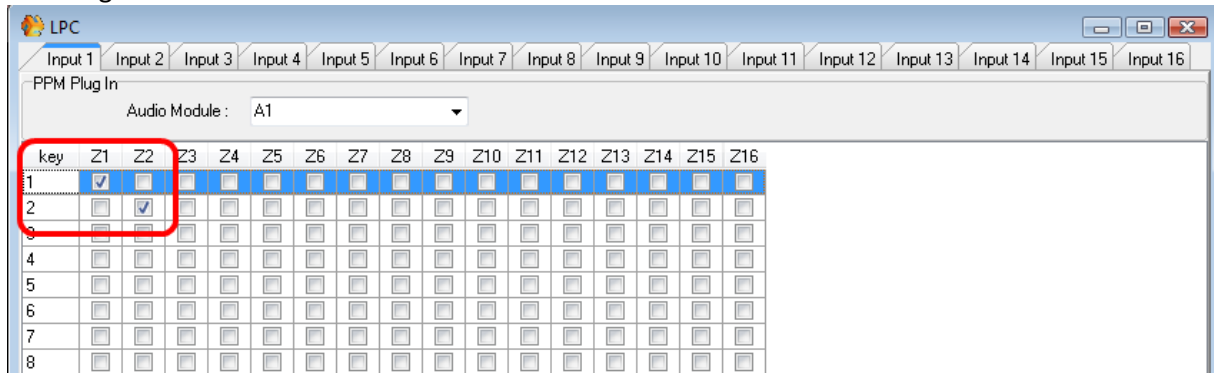 LPC
Input 1 Input 2 Input 3 Input 4 Input 5 Input 6 Input 7 Input 8 Input 9 Input 10 Input 11 Input 12 Input 13 Input 14 Input 15 Input 16
PPM Plug In
Audio Module : A1
key Z1 Z2 Z3 Z4 Z5 Z6 Z7 Z8 Z9 Z10 Z11 Z12 Z13 Z14 Z15 Z16
1
2
3
4
5
6
7
8